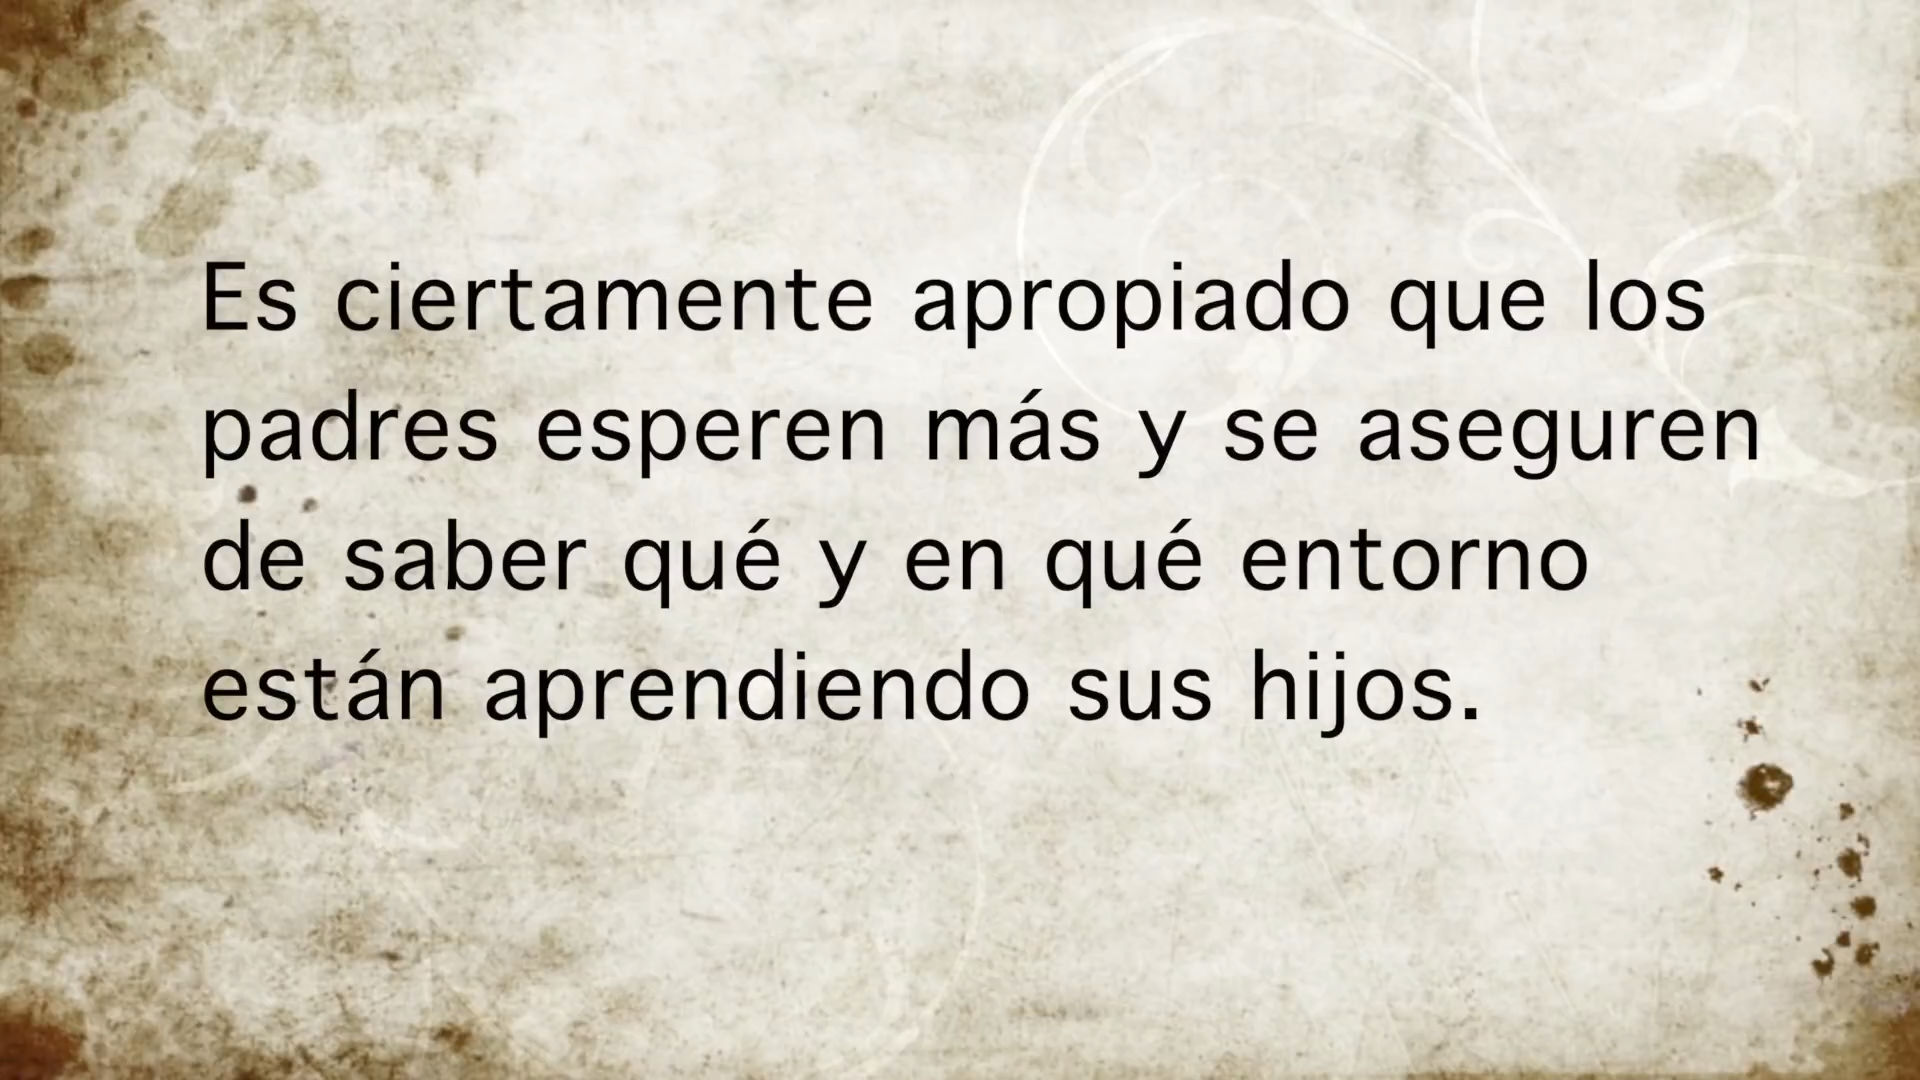 Es ciertamente apropiado que los
padres esperen más y se aseguren
de saber qué y en qué entorno
están aprendiendo sus hijos.